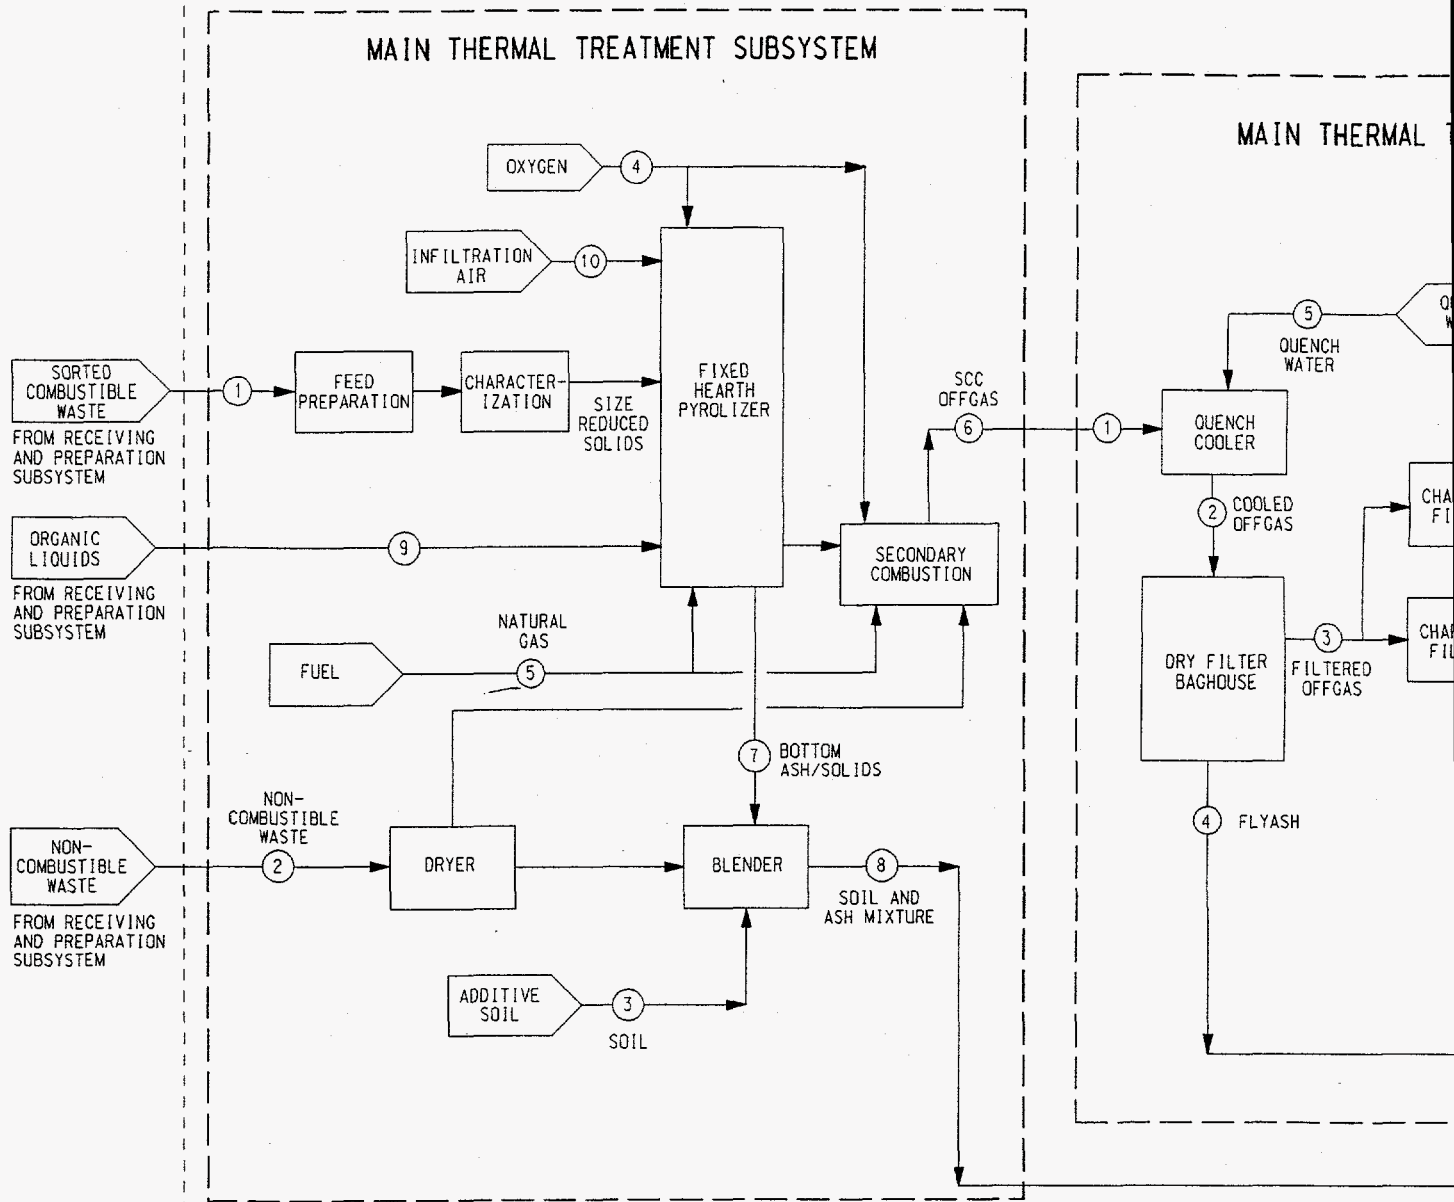 MAIN THERMAL TREATMENT SUBSYSTEM
MAIN THERMAL
OXYGEN
4
INFILTRATION
AIR
10
SORTED
COMBUSTIBLE
WASTE
FROM RECEIVING
AND PREPARATION
SUBSYSTEM
1
FEED
PREPARATION
CHARACTER-
IZATION
SIZE
REDUCED
SOLIDS
FIXED
HEARTH
PYROLIZER
ORGANIC
LIQUIDS
FROM RECEIVING
AND PREPARATION
SUBSYSTEM
9
SECONDARY
COMBUSTION
SCC
OFFGAS
6
1
QUENCH
COOLER
5
QUENCH
WATER
2
COOLED
OFFGAS
CHA
FI
DRY FILTER
BAGHOUSE
3
FILTERED
OFFGAS
CHA
FIL
4
FLYASH
FUEL
NATURAL
GAS
5
7
BOTTOM
ASH/SOLIDS
NON-
COMBUSTIBLE
WASTE
FROM RECEIVING
AND PREPARATION
SUBSYSTEM
NON-
COMBUSTIBLE
WASTE
2
DRYER
BLENDER
8
SOIL AND
ASH MIXTURE
ADDITIVE
SOIL
3
SOIL